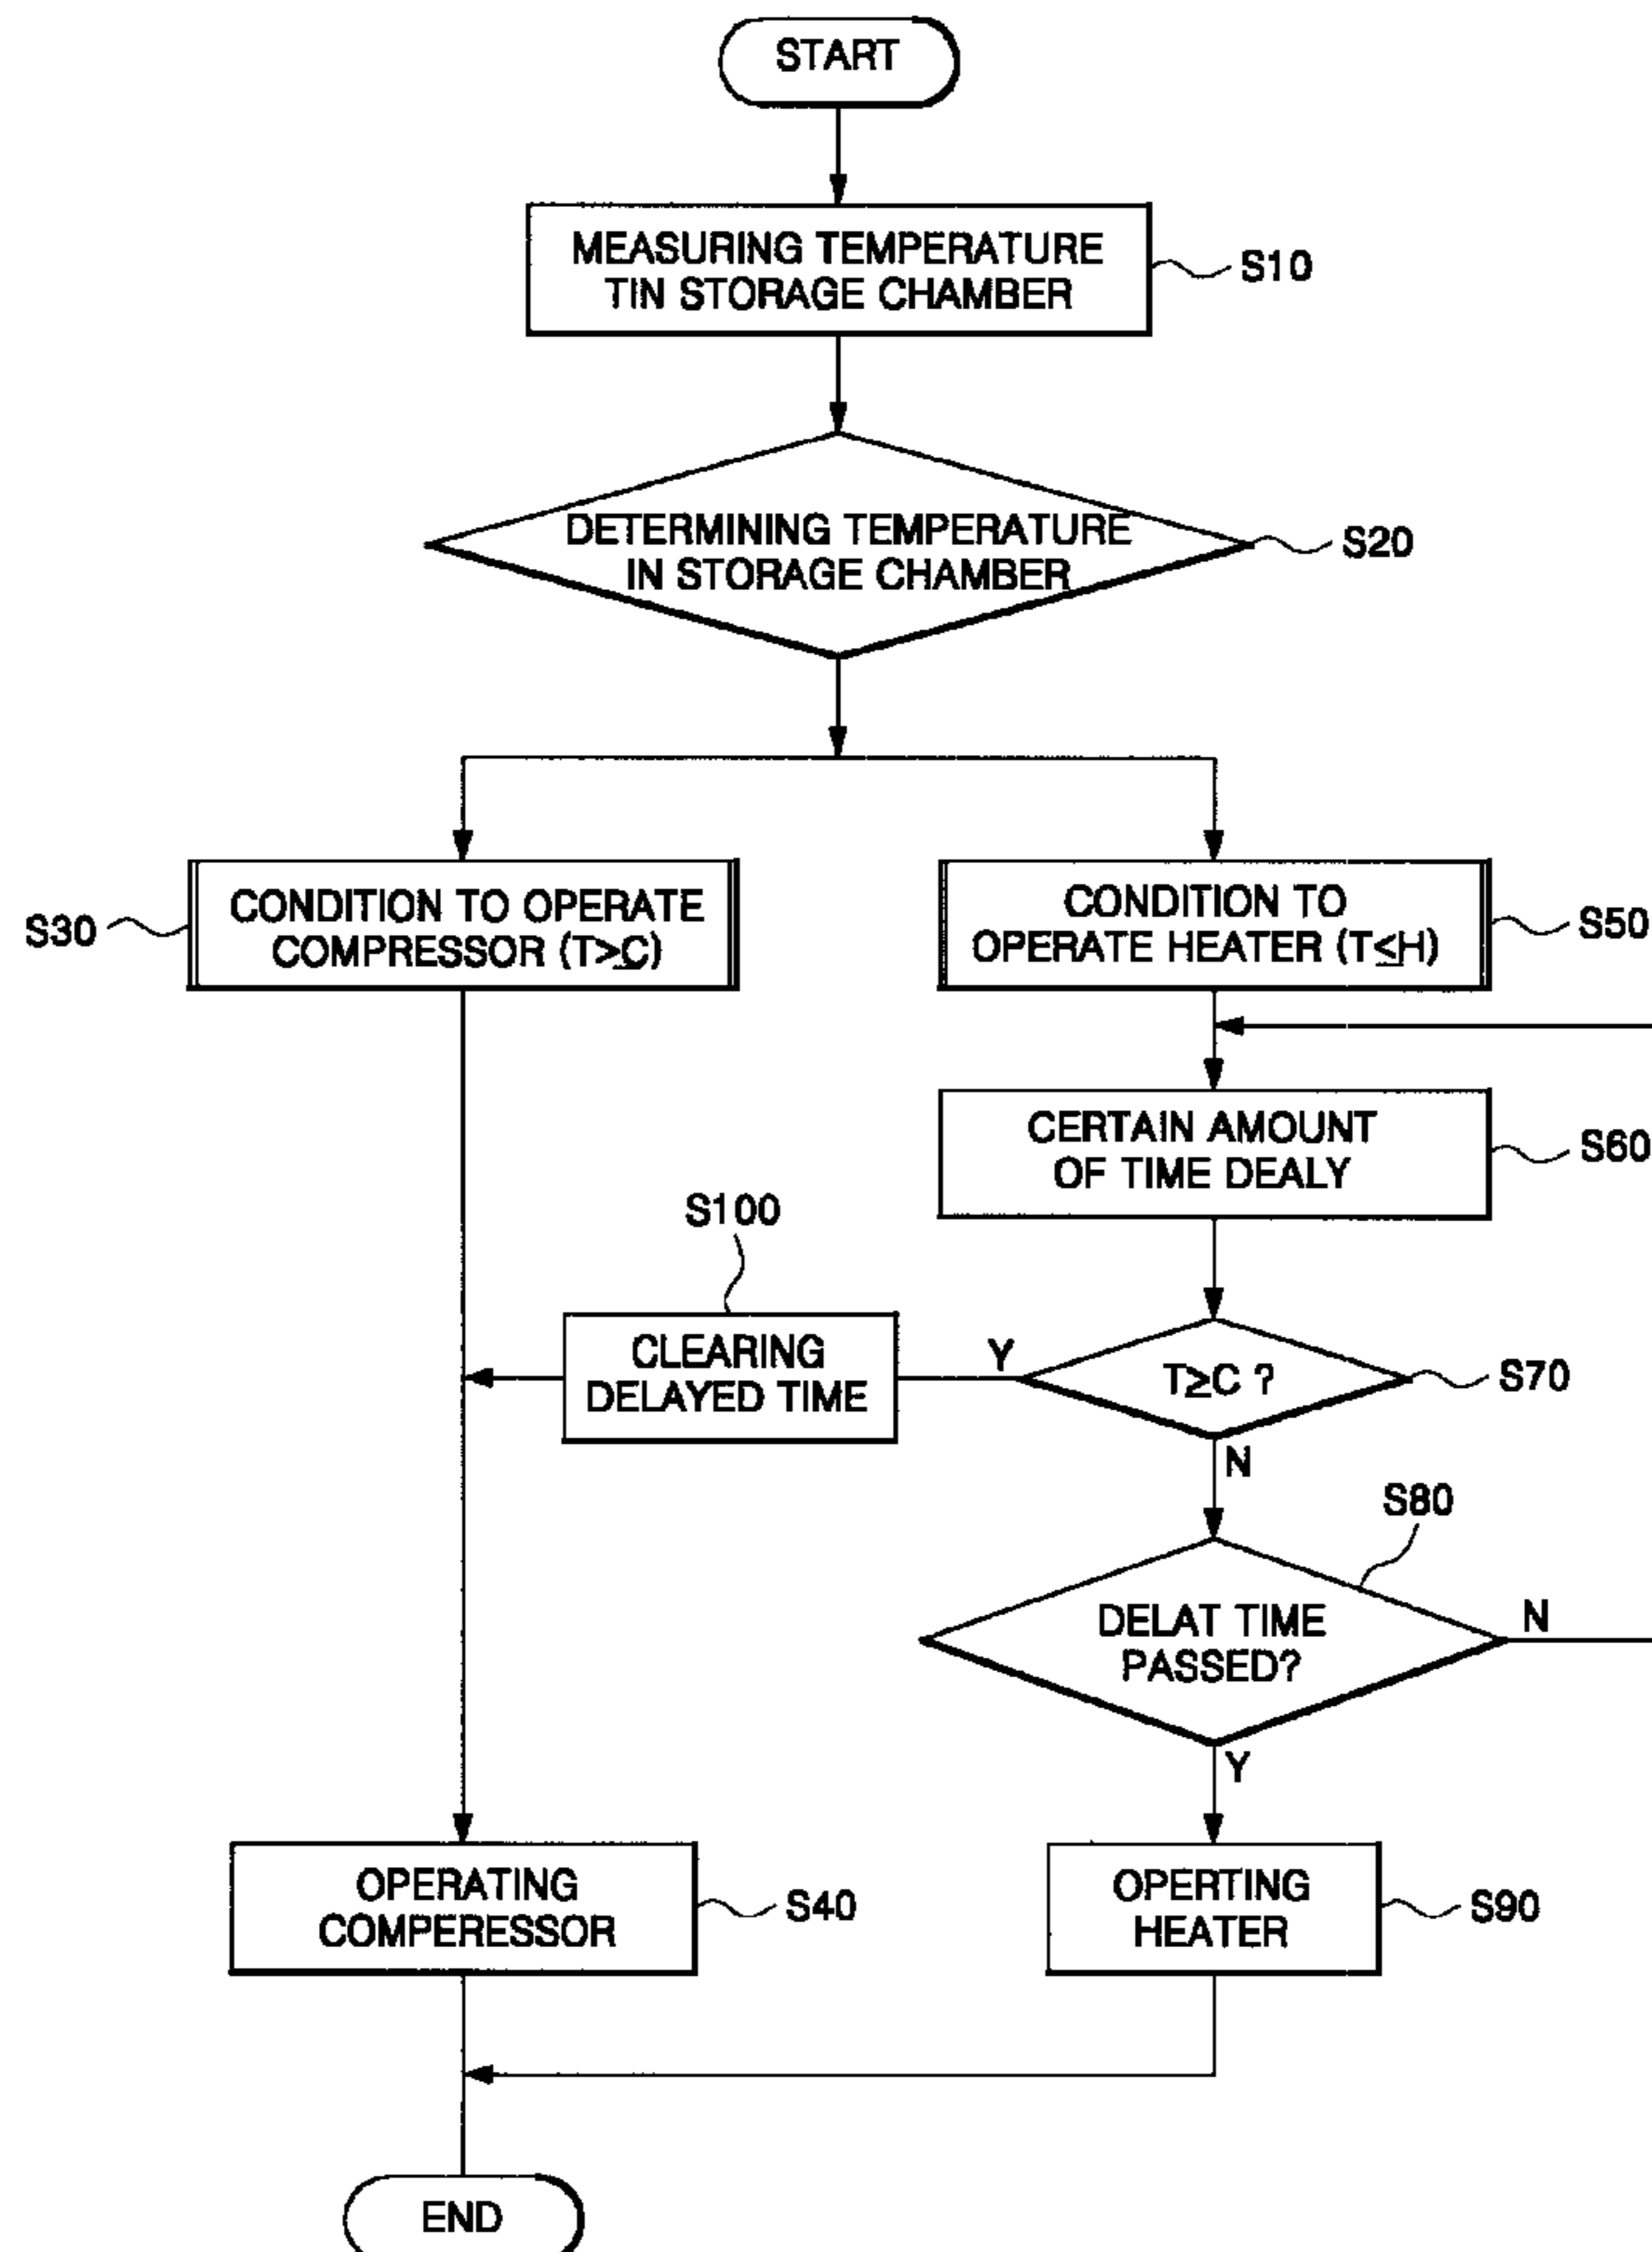 START
MEASURING TEMPERATURE
TIN STORAGE CHAMBER
S10
DETERMINING TEMPERATURE
IN STORAGE CHAMBER
S20
S30
CONDITION TO OPERATE
COMPRESSOR (T≥C)
CONDITION TO
OPERATE HEATER (T≤H)
S50
CERTAIN AMOUNT
OF TIME DEALY
S60
S100
CLEARING
DELAYED TIME
Y
T≥C ?
S70
N
S80
DELAT TIME
PASSED?
N
Y
OPERATING
COMPERESSOR
S40
OPERTING
HEATER
S90
END